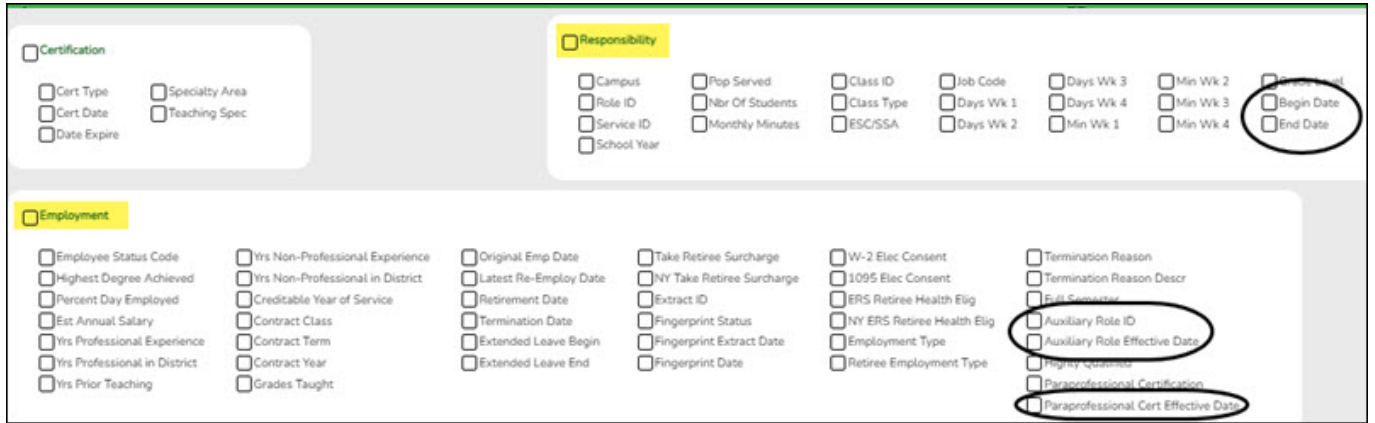 Certification
Cert Type
Specialty Area
Cert Date
Teaching Spec
Date Expire
Responsibility
Campus
Pop Served
Class ID
Job Code
Days Wk 3
Min Wk 2
Grade Level
Role ID
Nbr Of Students
Class Type
Days Wk 1
Days Wk 4
Min Wk 3
Begin Date
Service ID
Monthly Minutes
ESC/SSA
Days Wk 2
Min Wk 1
Min Wk 4
End Date
School Year
Employment
Employee Status Code
Yrs Non-Professional Experience
Original Emp Date
Take Retiree Surcharge
W-2 Elec Consent
Termination Reason
Highest Degree Achieved
Yrs Non-Professional in District
Latest Re-Employ Date
NY Take Retiree Surcharge
1095 Elec Consent
Termination Reason Descr
Percent Day Employed
Creditable Year of Service
Retirement Date
Extract ID
ERS Retiree Health Elig
Full Semester
Est Annual Salary
Contract Class
Termination Date
Fingerprint Status
NY ERS Retiree Health Elig
Auxiliary Role ID
Yrs Professional Experience
Contract Term
Extended Leave Begin
Fingerprint Extract Date
Employment Type
Auxiliary Role Effective Date
Yrs Professional in District
Contract Year
Extended Leave End
Fingerprint Date
Retiree Employment Type
Highly Qualified
Yrs Prior Teaching
Grades Taught
Paraprofessional Certification
Paraprofessional Cert Effective Date